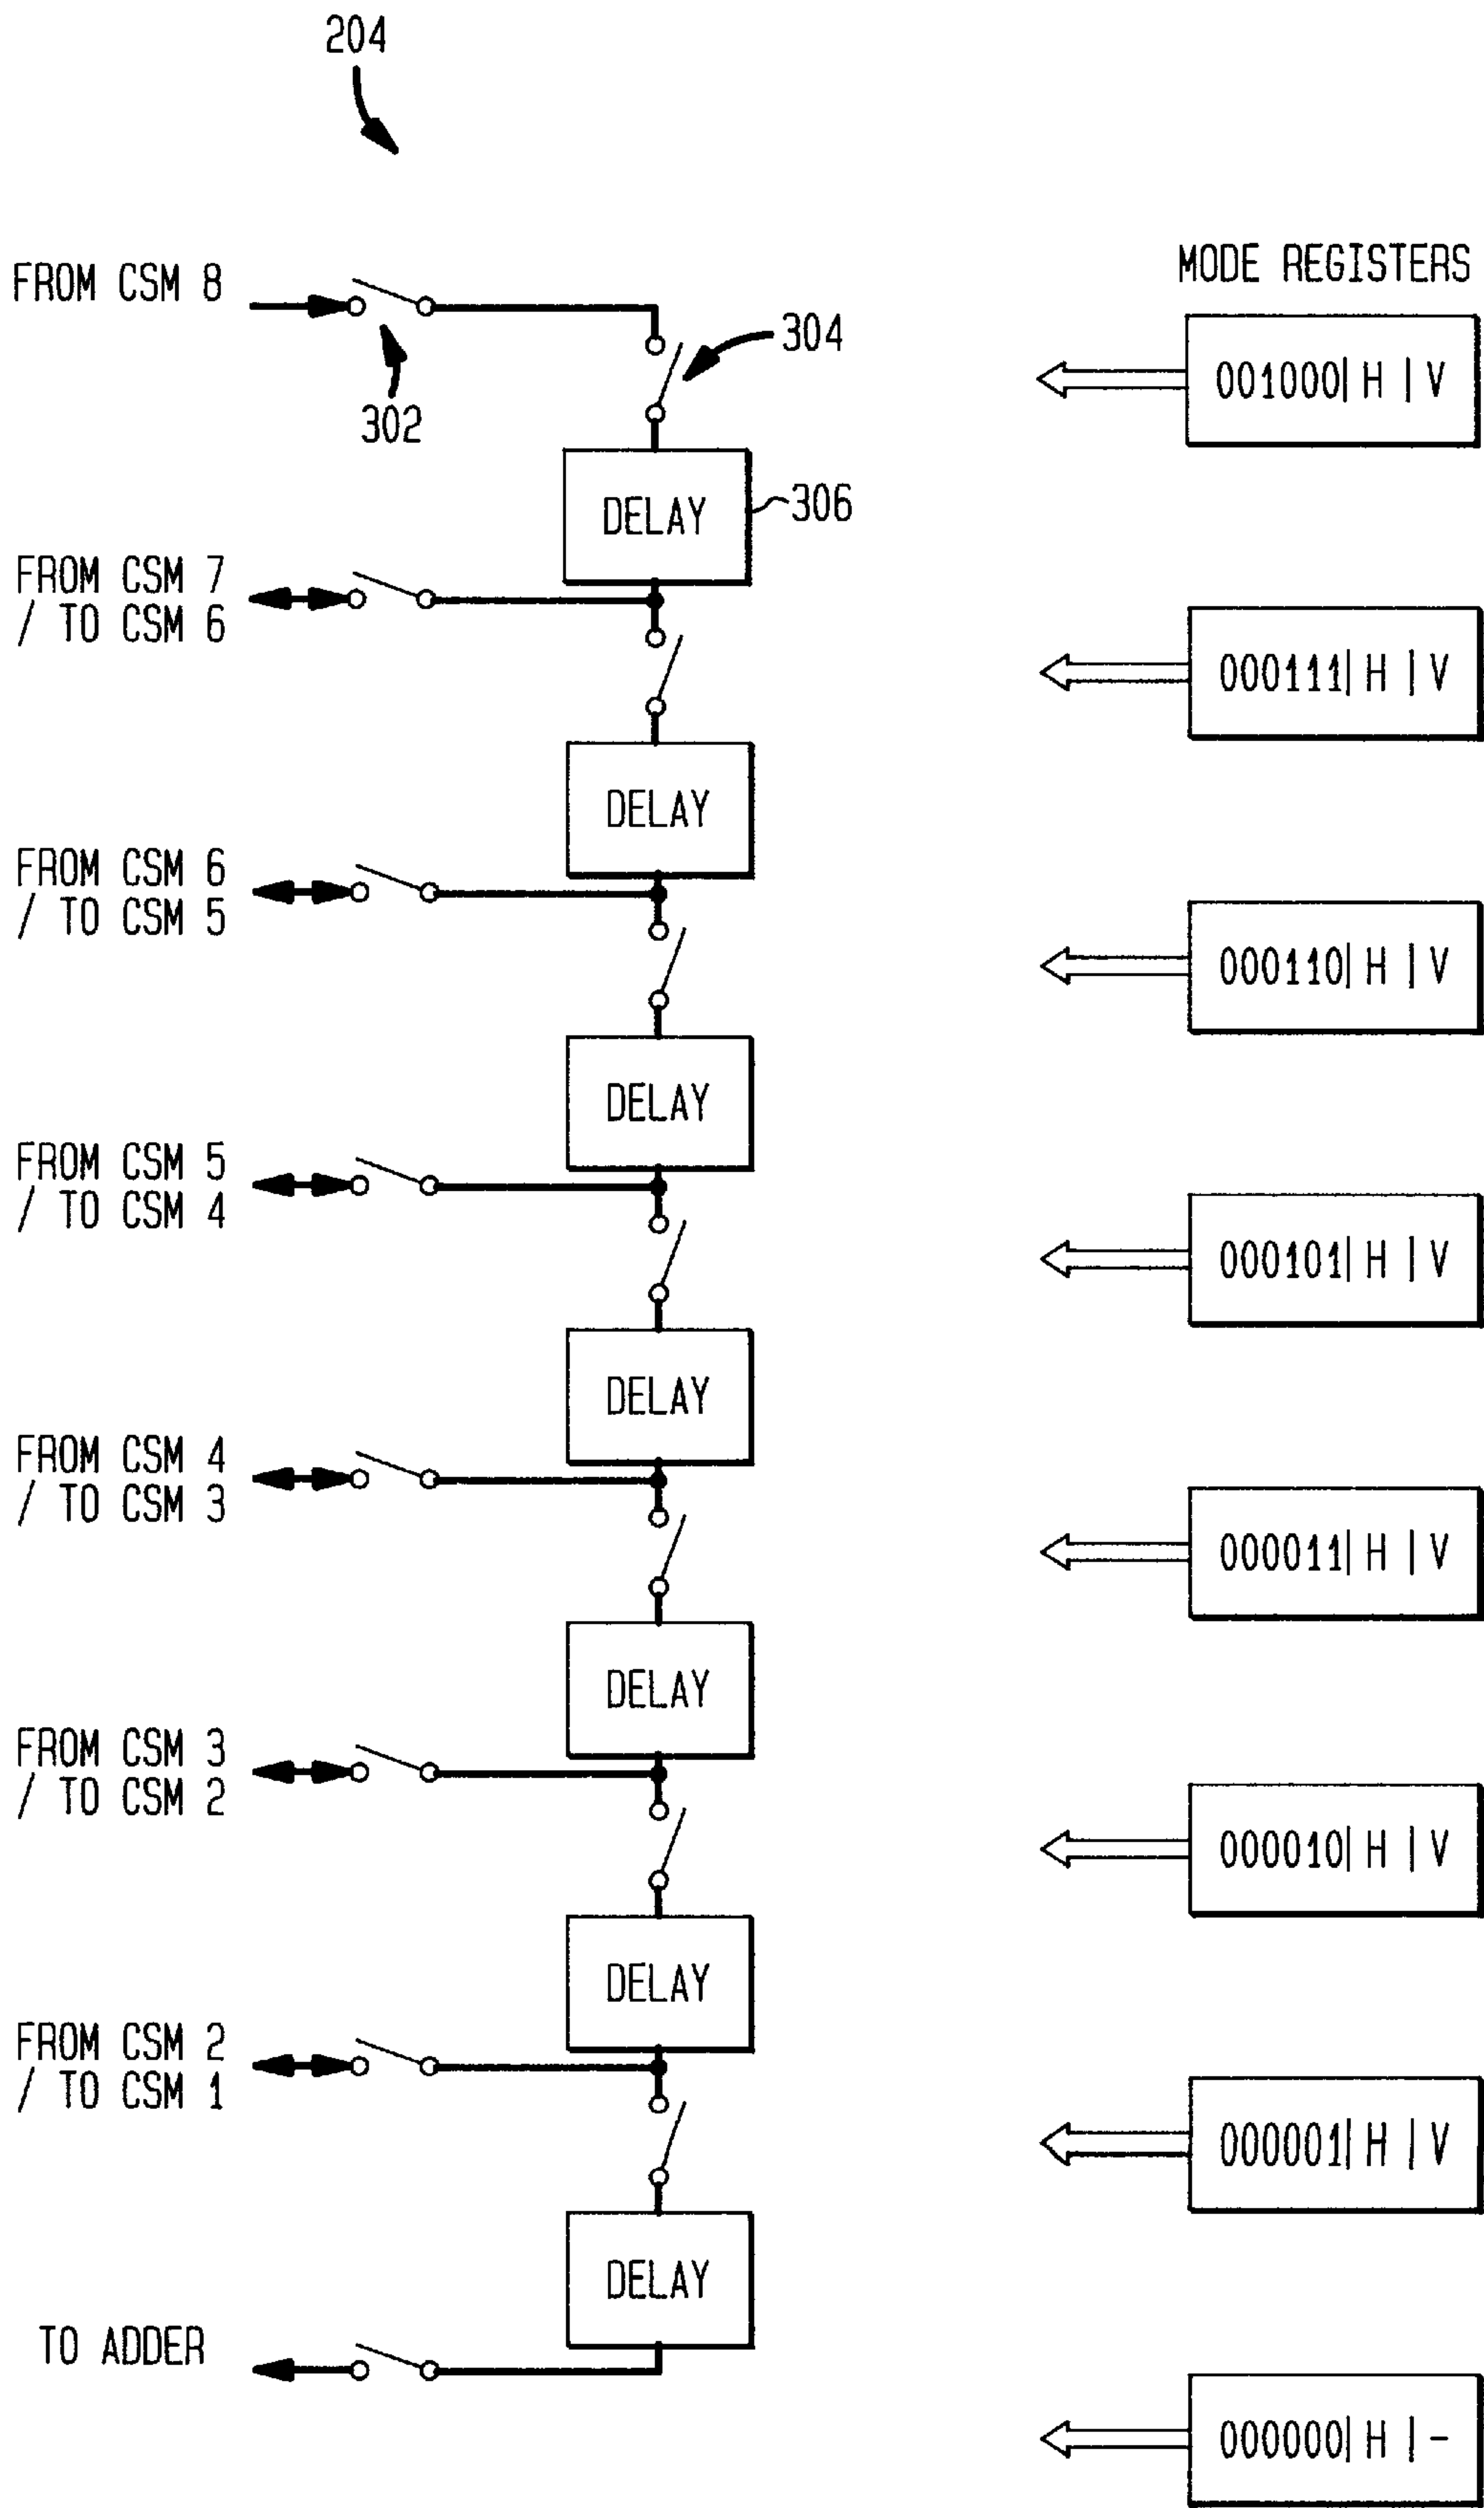 204
FROM CSM 8
MODE REGISTERS
304
001000| H | V
302
DELAY
306
FROM CSM 7
/ TO CSM 6
000111| H | V
DELAY
FROM CSM 6
/ TO CSM 5
000110| H | V
DELAY
FROM CSM 5
/ TO CSM 4
000101| H | V
DELAY
FROM CSM 4
/ TO CSM 3
000011| H | V
DELAY
FROM CSM 3
/ TO CSM 2
000010| H | V
DELAY
FROM CSM 2
/ TO CSM 1
000001| H | V
DELAY
TO ADDER
000000| H | -